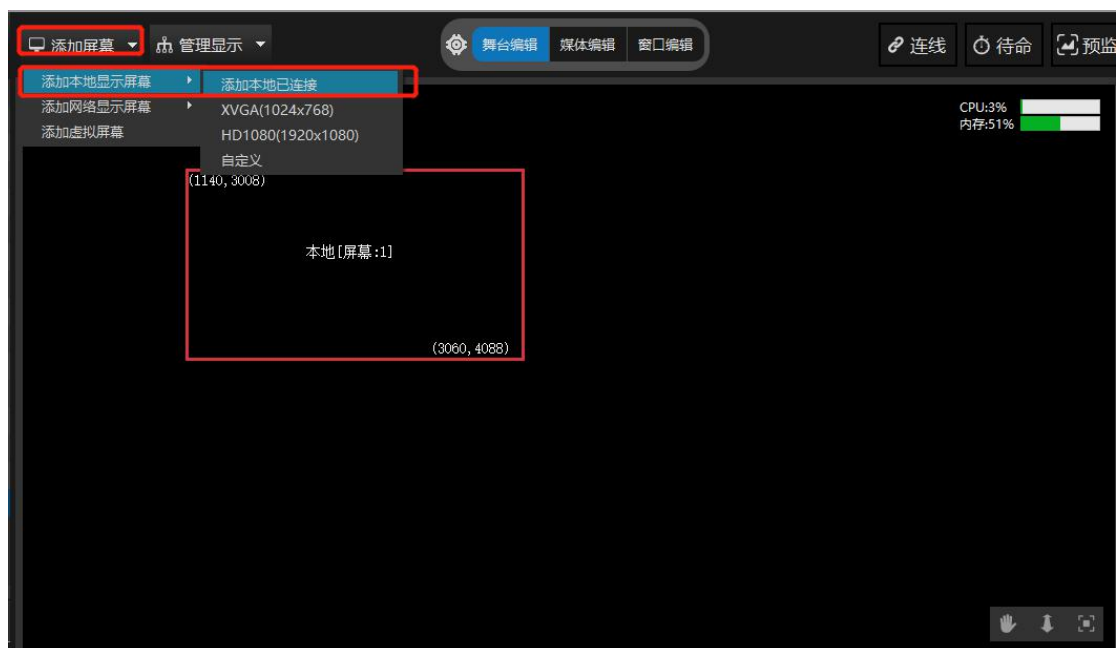 添加屏幕 管理显示 舞台编辑 媒体编辑 窗口编辑 连线 待命 预监
添加本地显示屏幕 添加本地已连接
添加网络显示屏幕 XVGA(1024x768)
添加虚拟屏幕 HD1080(1920x1080)
自定义
CPU:3%
内存:51%
(1140,3008)
本地[屏幕:1]
(3060,4088)